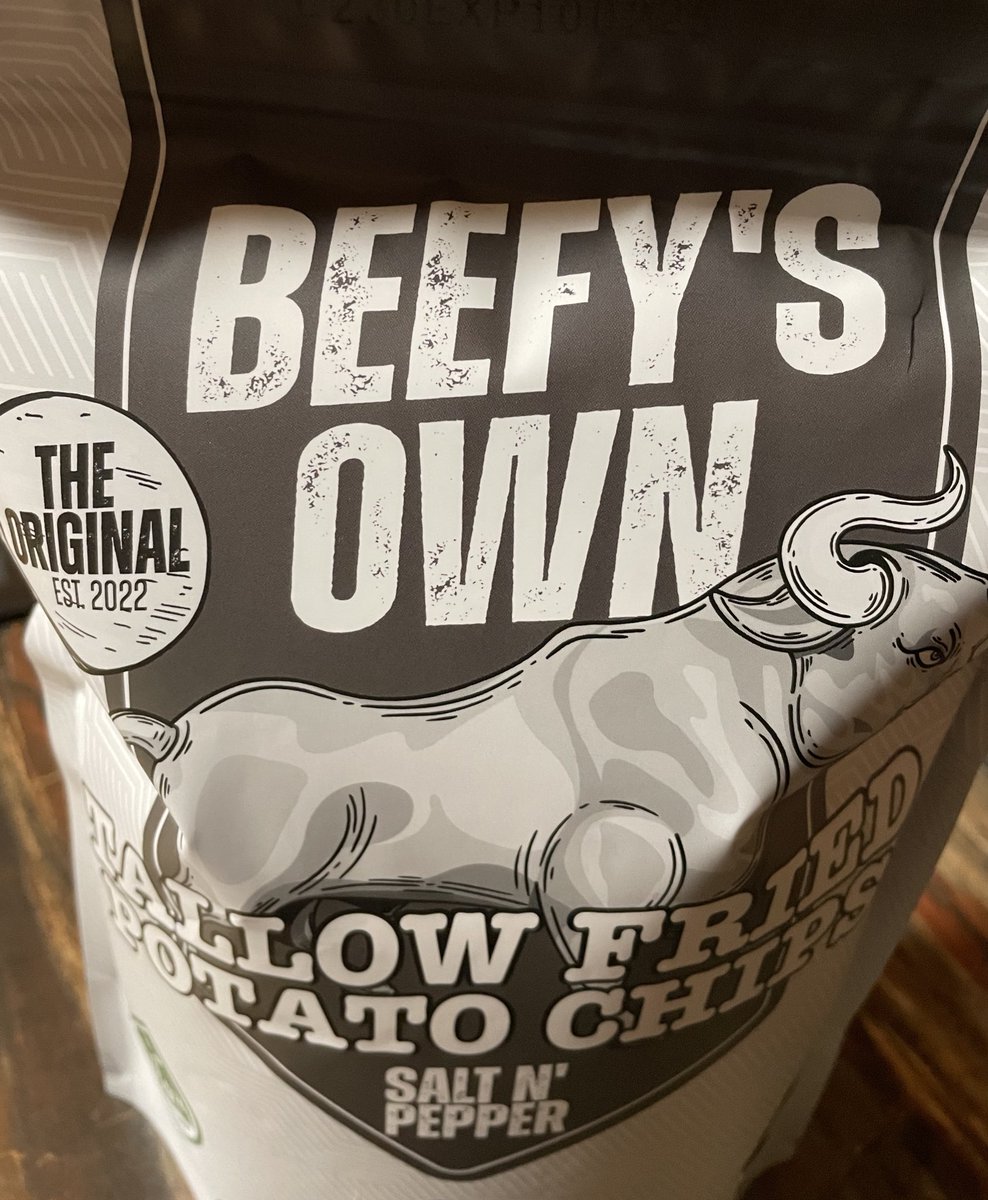 BEEFY'S
OWN
THE
ORIGINAL
EST. 2022
TALLOW FRIED
POTATO CHIPS
SALT N'
PEPPER